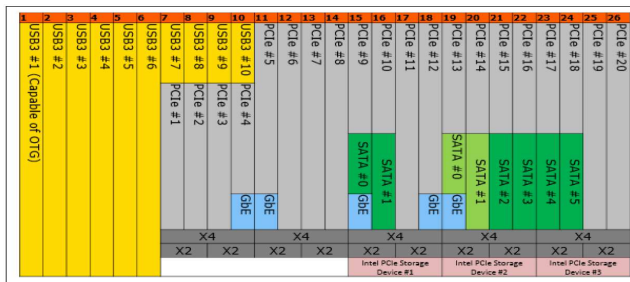 1 2 3 4 5 6 7 8 9 10 11 12 13 14 15 16 17 18 19 20 21 22 23 24 25 26
USB3 #1 (Capable of OTG)
USB3 #2
USB3 #3
USB3 #4
USB3 #5
USB3 #6
USB3 #7
PCIe #1
USB3 #8
PCIe #2
USB3 #9
PCIe #3
USB3 #10
PCIe #4
GbE
PCIe #5
GbE
PCIe #6
PCIe #7
PCIe #8
PCIe #9
SATA #0
GbE
PCIe #10
SATA #1
PCIe #11
PCIe #12
GbE
PCIe #13
SATA #0
GbE
PCIe #14
SATA #1
PCIe #15
SATA #2
PCIe #16
SATA #3
PCIe #17
SATA #4
PCIe #18
SATA #5
PCIe #19
PCIe #20
X4 X4 X4 X4 X4
X2 X2 X2 X2 X2 X2 X2 X2 X2 X2
Intel PCIe Storage Device #1
Intel PCIe Storage Device #2
Intel PCIe Storage Device #3